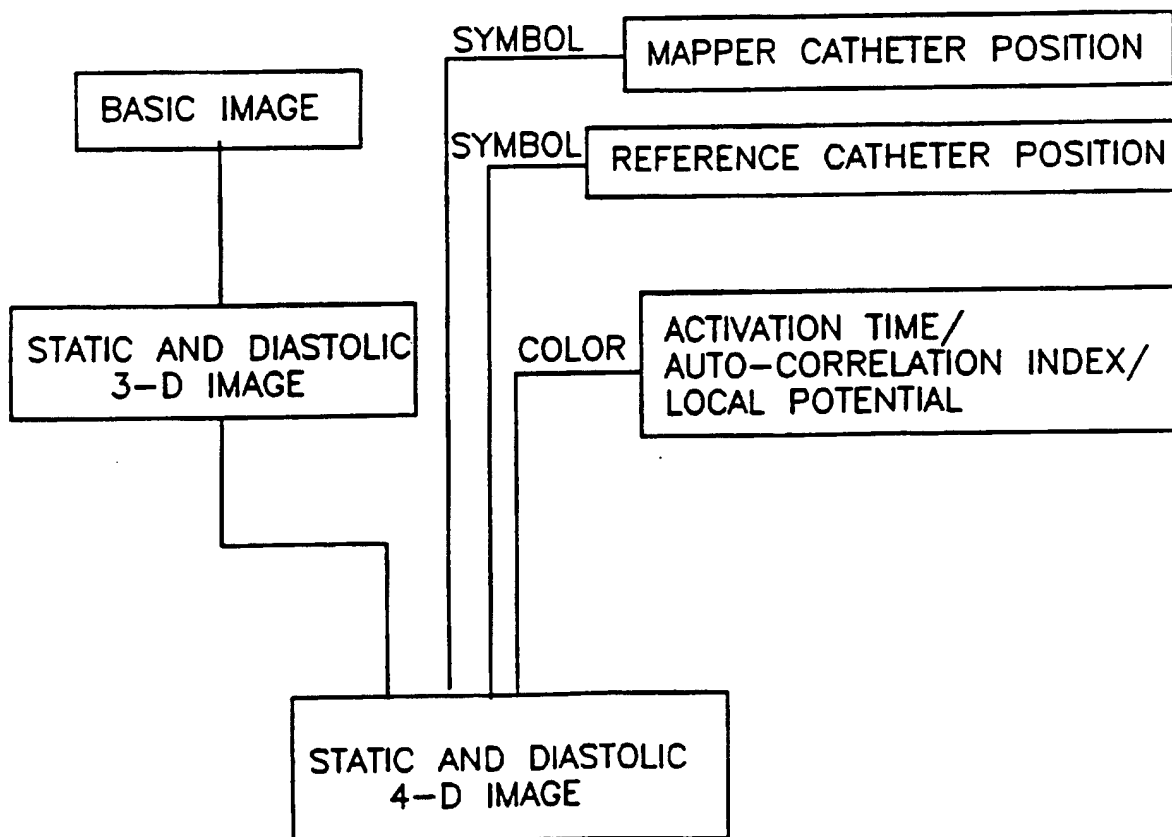 SYMBOL
MAPPER CATHETER POSITION
BASIC IMAGE
SYMBOL
REFERENCE CATHETER POSITION
STATIC AND DIASTOLIC
3-D IMAGE
COLOR
ACTIVATION TIME/
AUTO-CORRELATION INDEX/
LOCAL POTENTIAL
STATIC AND DIASTOLIC
4-D IMAGE